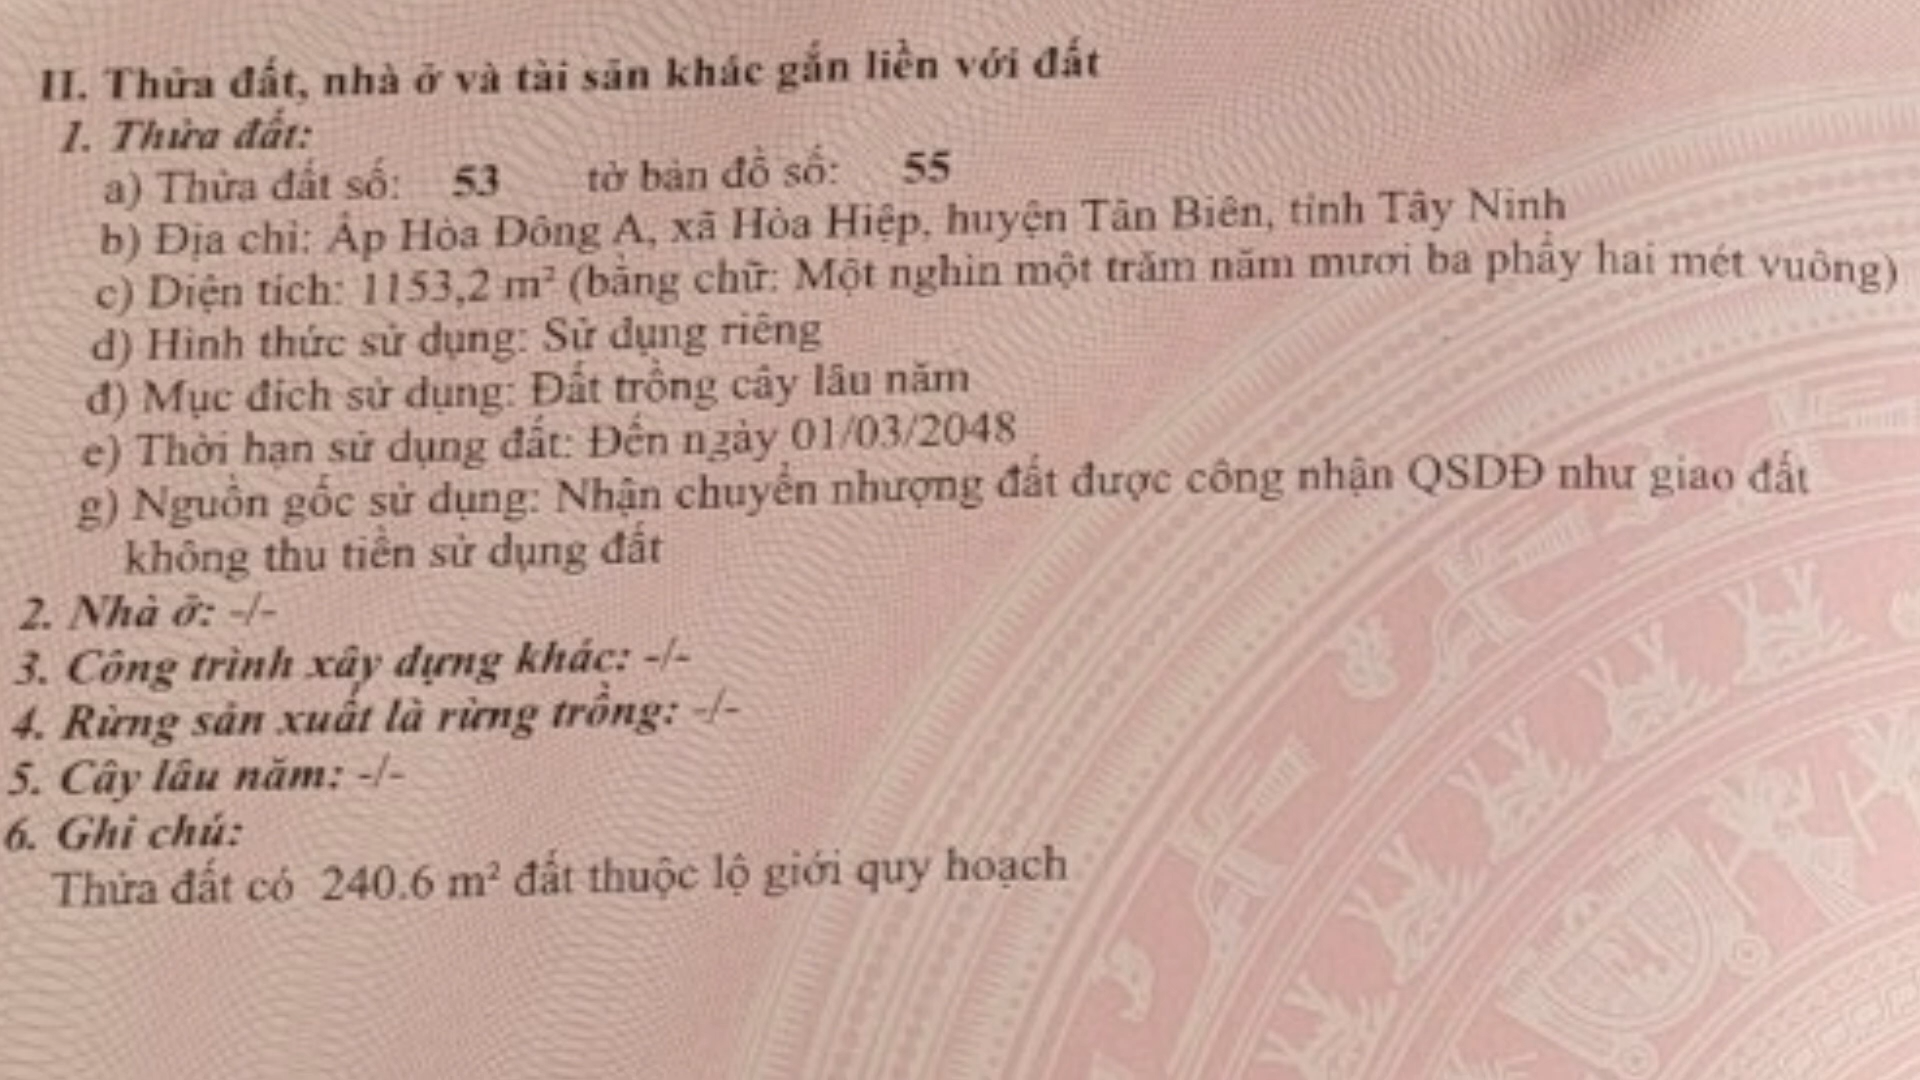 II. Thửa đất, nhà ở và tài sản khác gắn liền với đất
1. Thửa đất:
a) Thửa đất số: 53 tờ bản đồ số: 55
b) Địa chỉ: Ấp Hòa Đông A, xã Hòa Hiệp, huyện Tân Biên, tỉnh Tây Ninh
c) Diện tích: 1153,2 m² (bằng chữ: Một nghìn một trăm năm mươi ba phẩy hai mét vuông)
d) Hình thức sử dụng: Sử dụng riêng
đ) Mục đích sử dụng: Đất trồng cây lâu năm
e) Thời hạn sử dụng đất: Đến ngày 01/03/2048
g) Nguồn gốc sử dụng: Nhận chuyển nhượng đất được công nhận QSDĐ như giao đất
không thu tiền sử dụng đất
2. Nhà ở: -/-
3. Công trình xây dựng khác: -/-
4. Rừng sản xuất là rừng trồng: -/-
5. Cây lâu năm: -/-
6. Ghi chú:
Thửa đất có 240.6 m² đất thuộc lộ giới quy hoạch